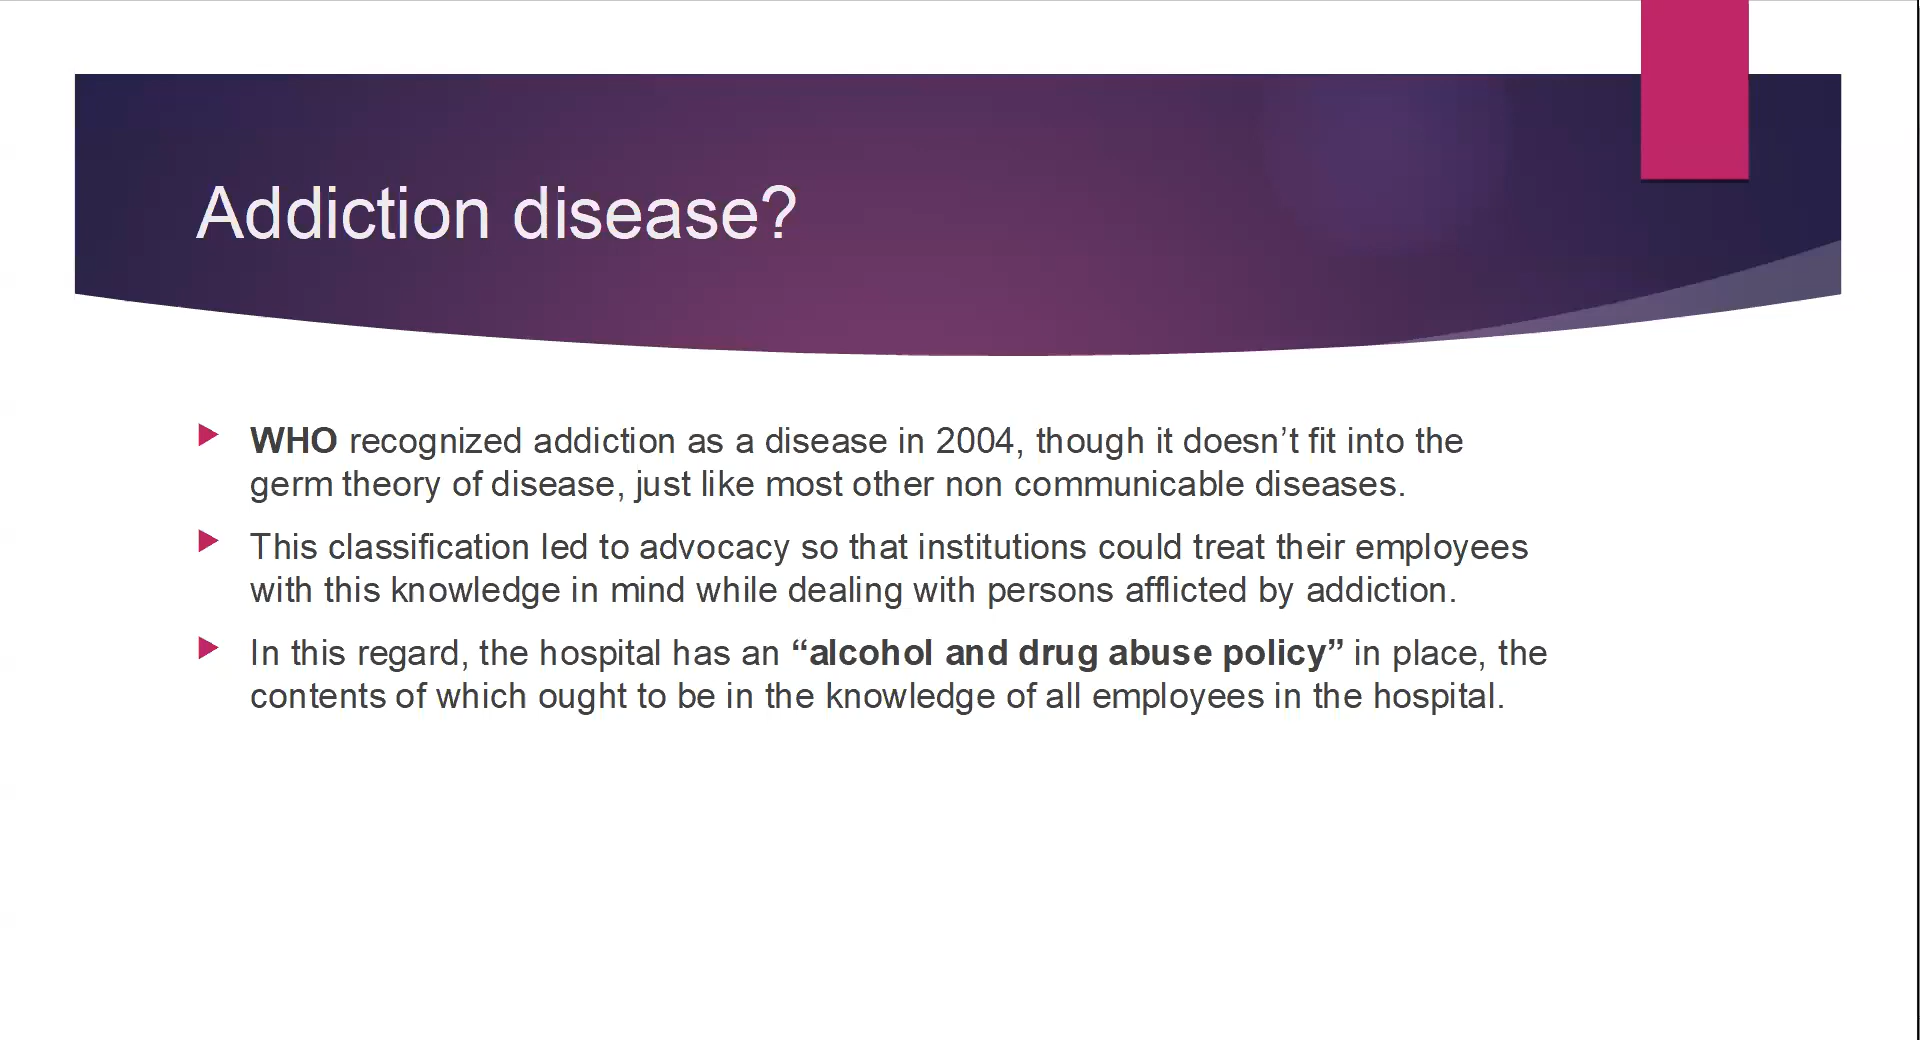 Addiction disease?
WHO recognized addiction as a disease in 2004, though it doesn’t fit into the
germ theory of disease, just like most other non communicable diseases.
This classification led to advocacy so that institutions could treat their employees
with this knowledge in mind while dealing with persons afflicted by addiction.
In this regard, the hospital has an “alcohol and drug abuse policy” in place, the
contents of which ought to be in the knowledge of all employees in the hospital.